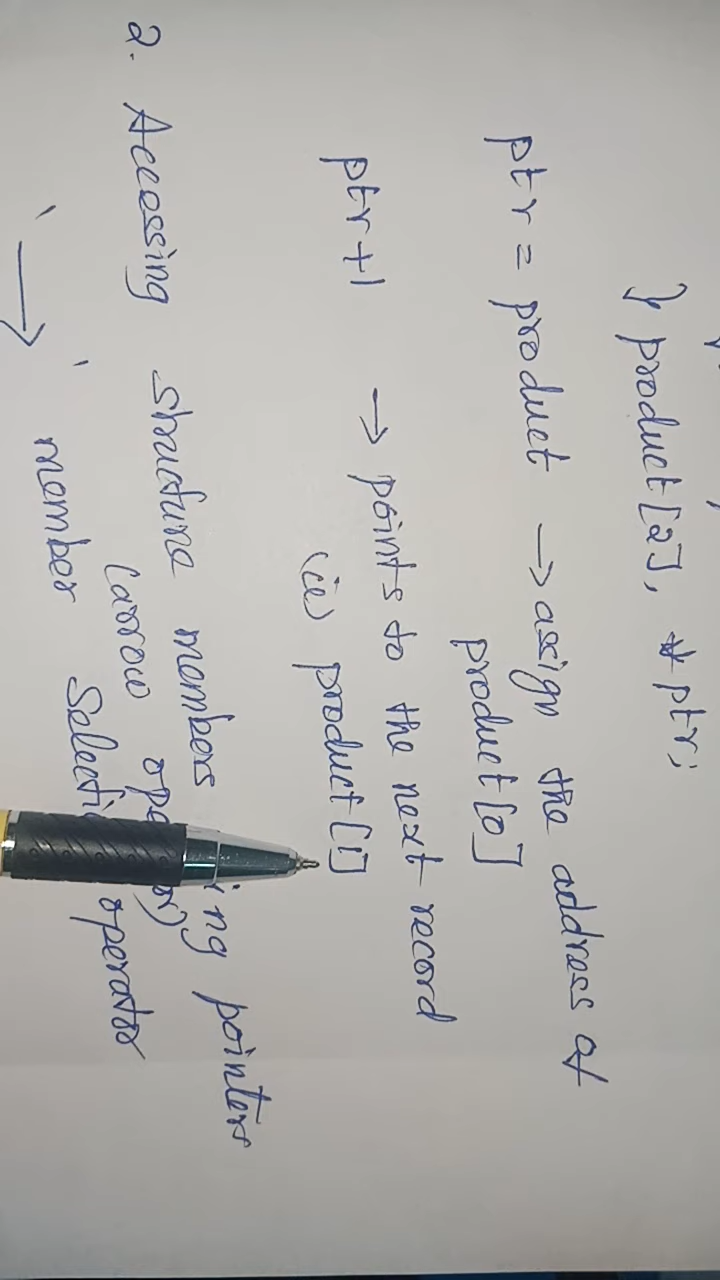 } product[2], *ptr;
ptr = product → assign the address of
product[0]
ptr+1 → points to the next record
(ie) product[1]
2. Accessing structure members ing pointers
(arrow operator)
'→' member Selection operator